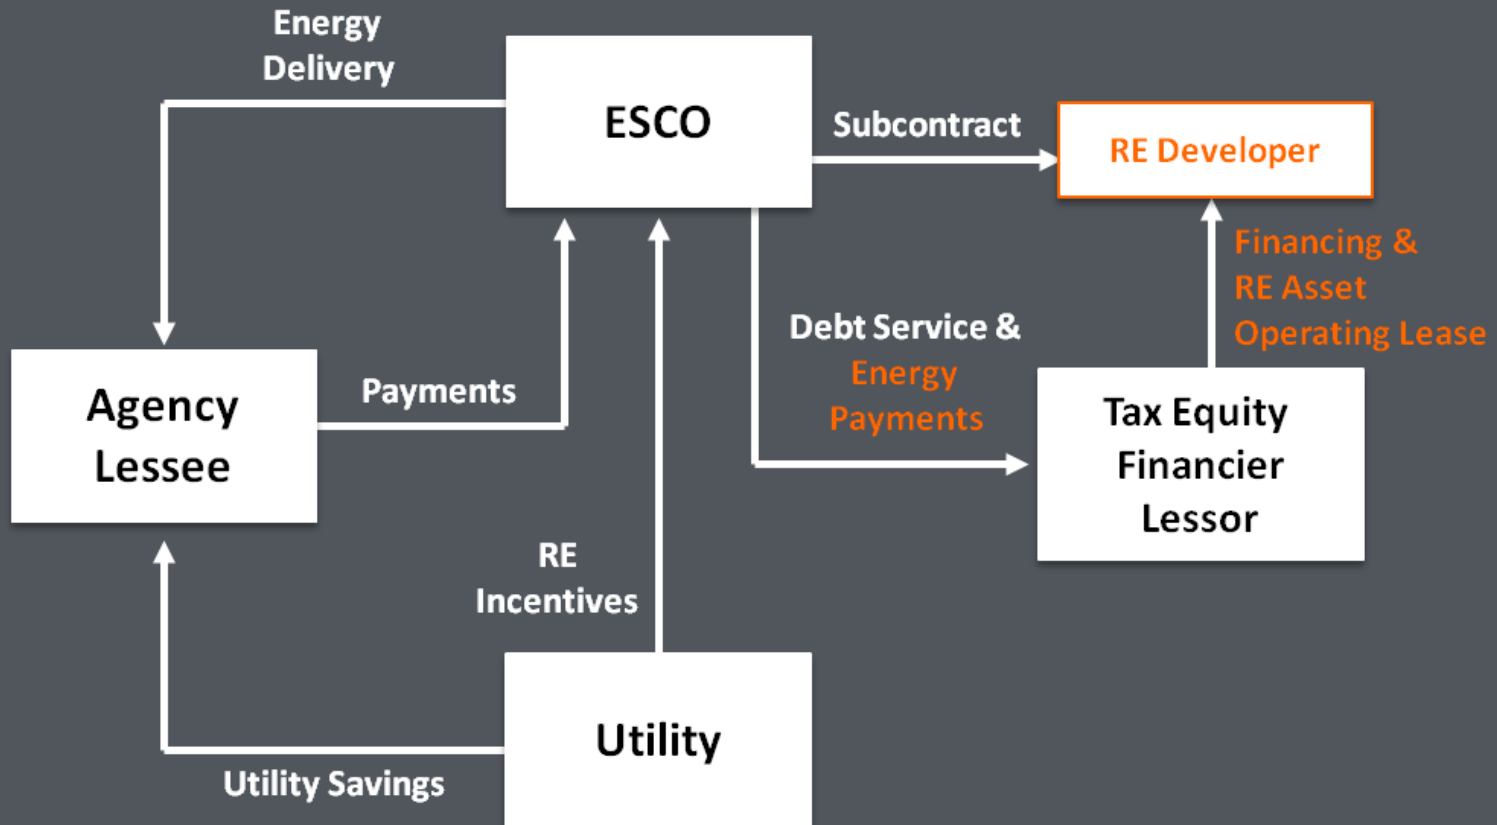 Energy
Delivery
ESCO
Subcontract
RE Developer
Financing &
RE Asset
Operating Lease
Debt Service &
Energy
Payments
Agency
Lessee
Payments
Tax Equity
Financier
Lessor
RE
Incentives
Utility
Utility Savings